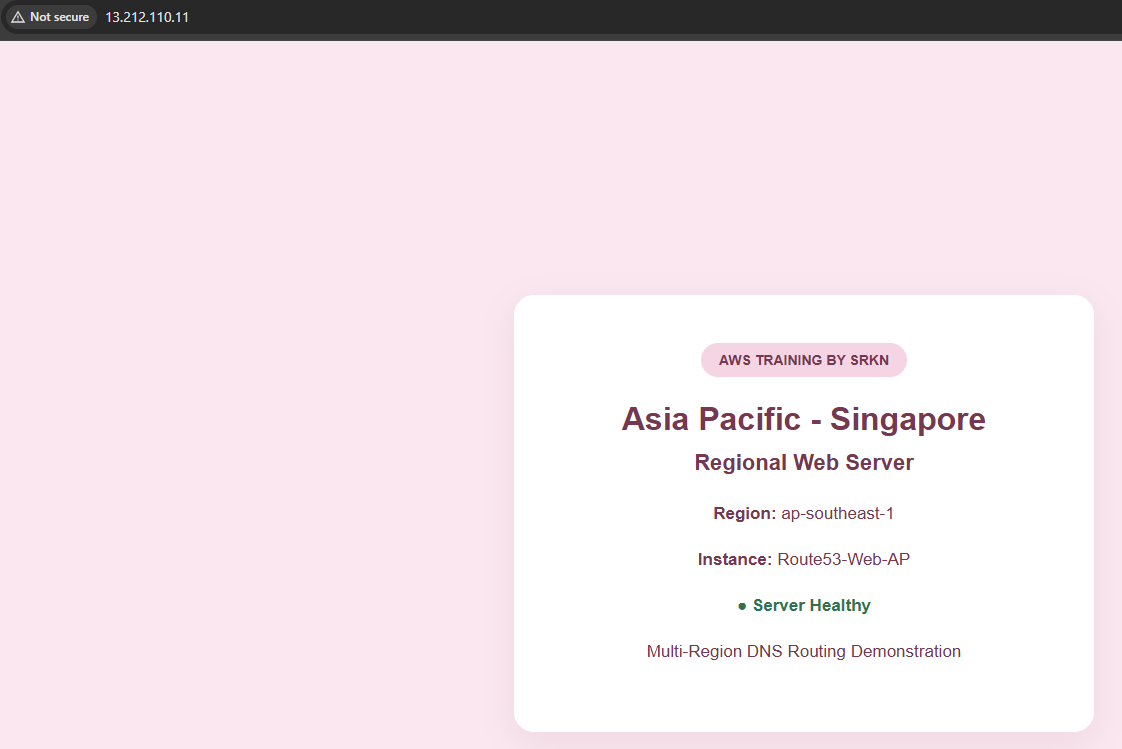 Not secure 13.212.110.11
AWS TRAINING BY SRKN
Asia Pacific - Singapore
Regional Web Server
Region: ap-southeast-1
Instance: Route53-Web-AP
● Server Healthy
Multi-Region DNS Routing Demonstration